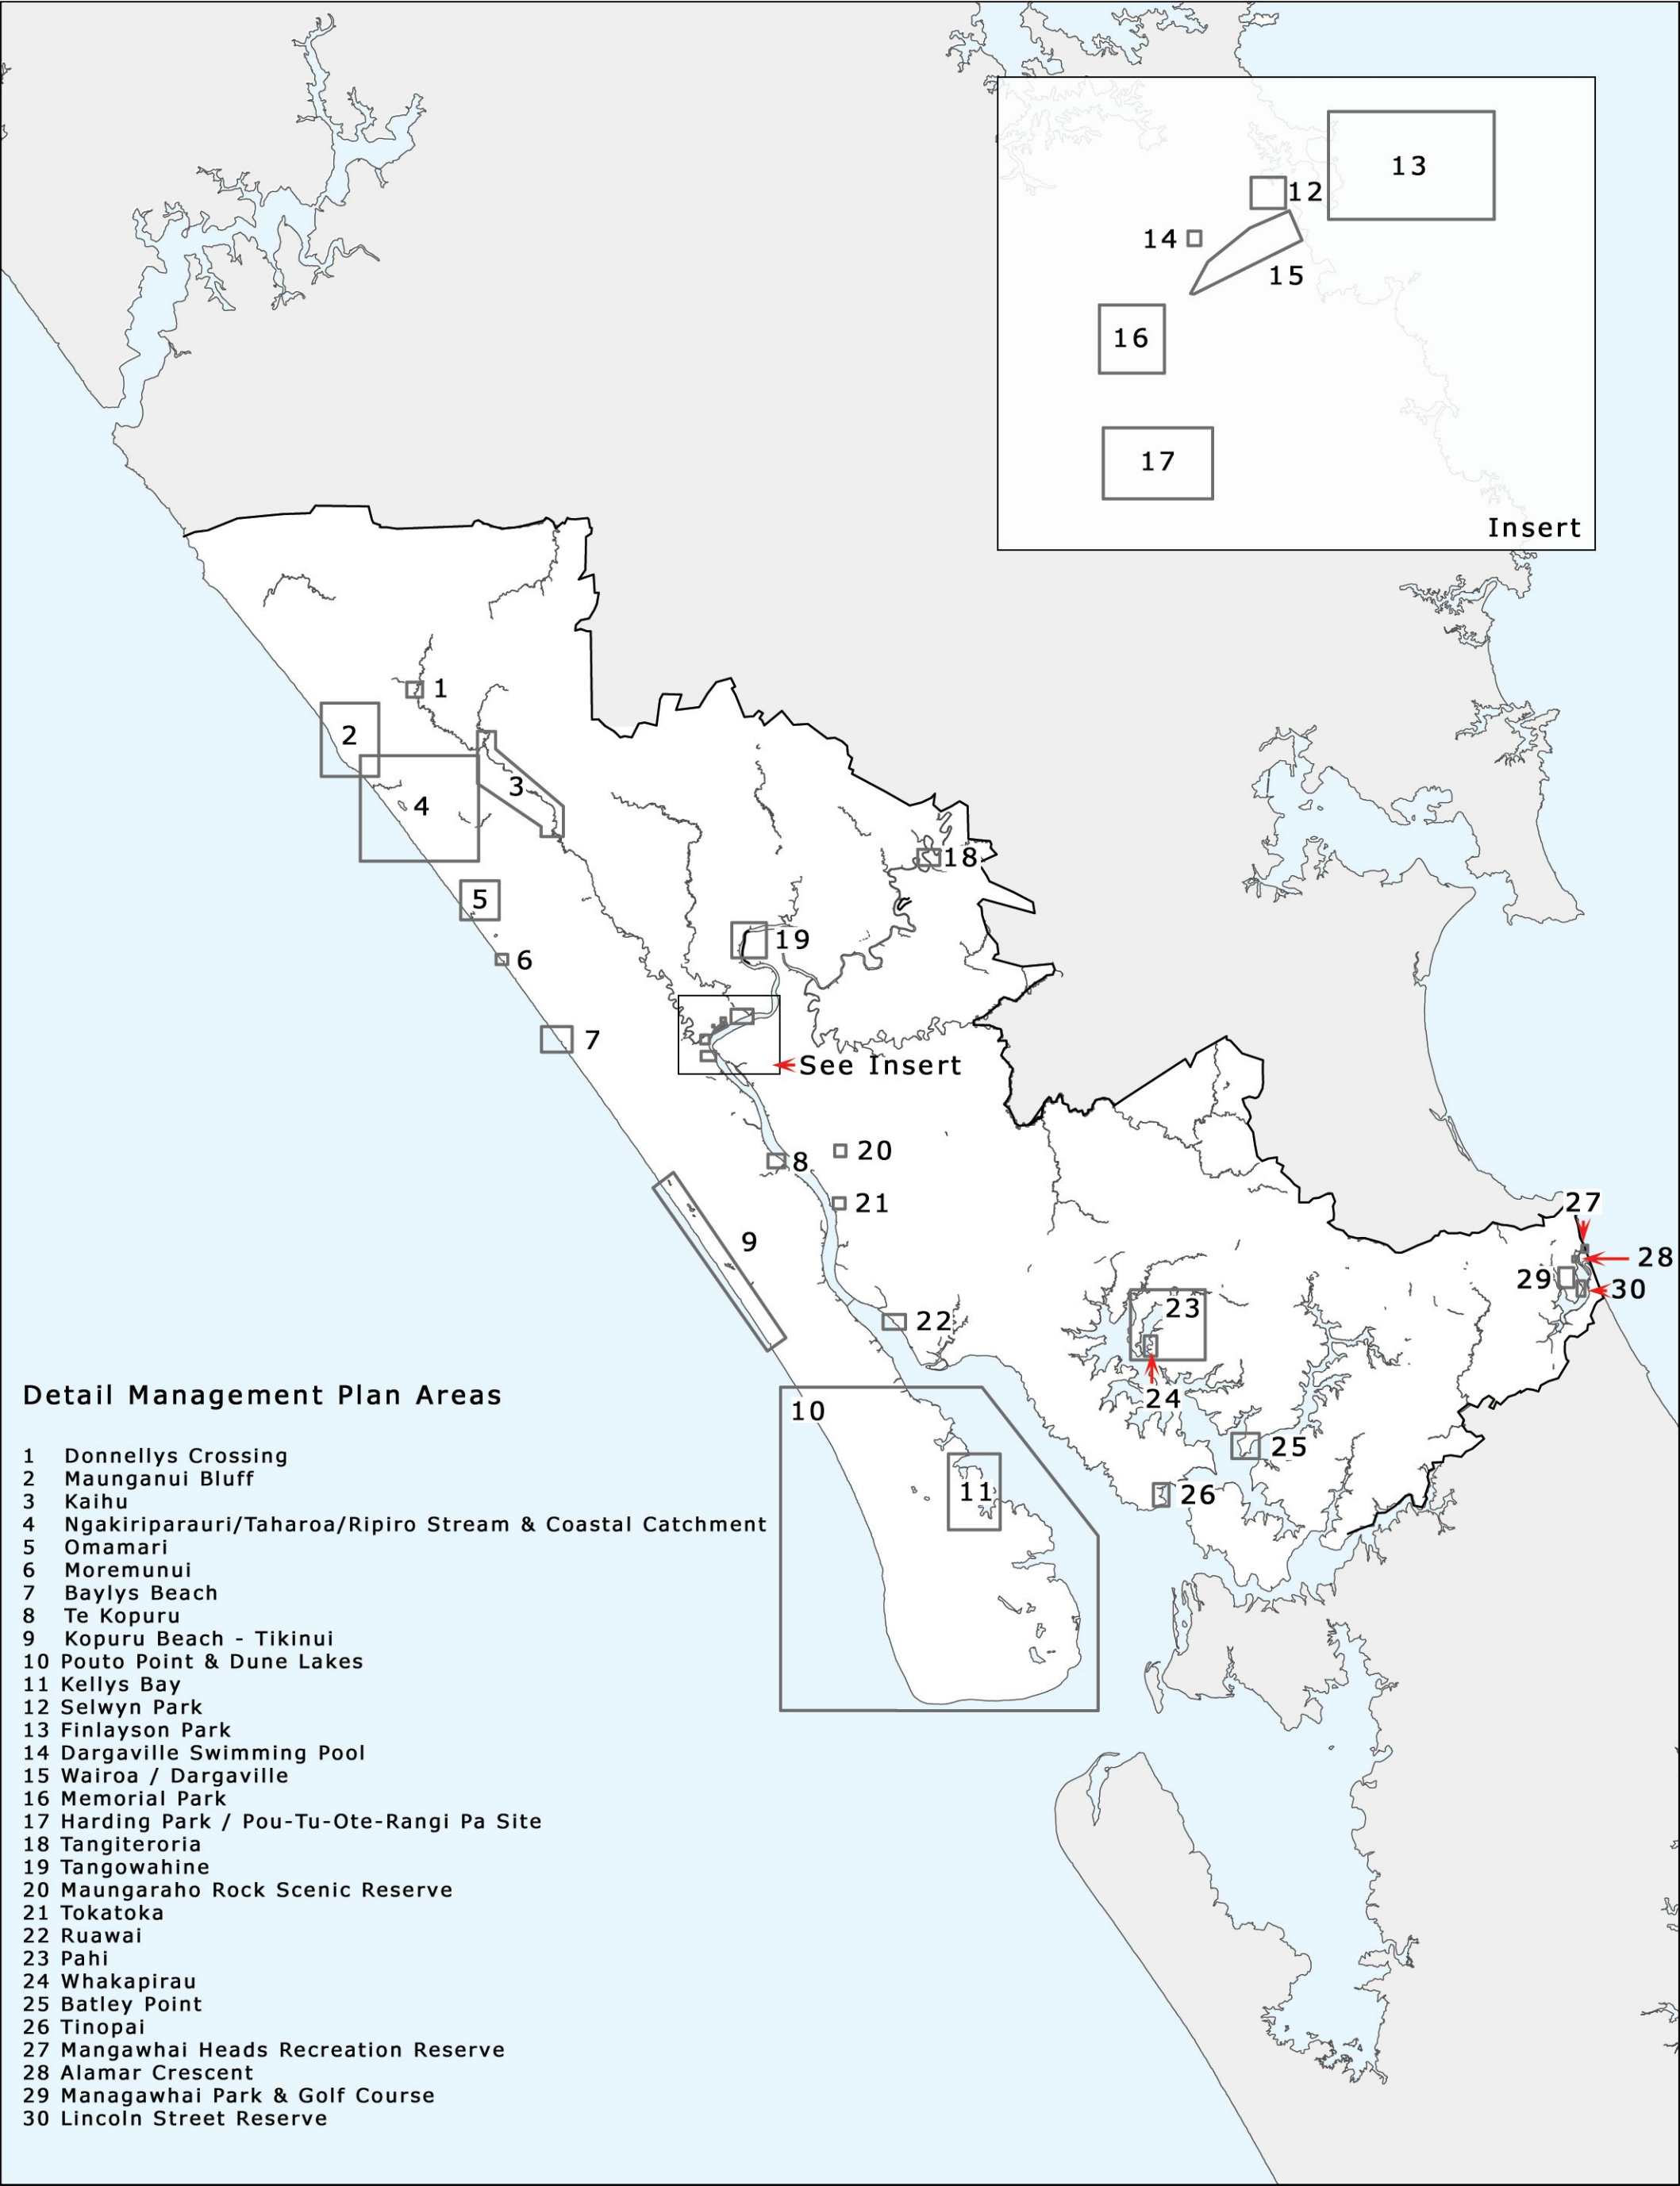 13
12
14
15
16
17
Insert
1
2
3
4
18
5
19
6
7
See Insert
20
8
21
27
9
28
29
30
23
22
24
10
25
11
26
Detail Management Plan Areas
1 Donnellys Crossing
2 Maunganui Bluff
3 Kaihu
4 Ngakiriparauri/Taharoa/Ripiro Stream & Coastal Catchment
5 Omamari
6 Moremunui
7 Baylys Beach
8 Te Kopuru
9 Kopuru Beach - Tikinui
10 Pouto Point & Dune Lakes
11 Kellys Bay
12 Selwyn Park
13 Finlayson Park
14 Dargaville Swimming Pool
15 Wairoa / Dargaville
16 Memorial Park
17 Harding Park / Pou-Tu-Ote-Rangi Pa Site
18 Tangiteroria
19 Tangowahine
20 Maungaraho Rock Scenic Reserve
21 Tokatoka
22 Ruawai
23 Pahi
24 Whakapirau
25 Batley Point
26 Tinopai
27 Mangawhai Heads Recreation Reserve
28 Alamar Crescent
29 Managawhai Park & Golf Course
30 Lincoln Street Reserve